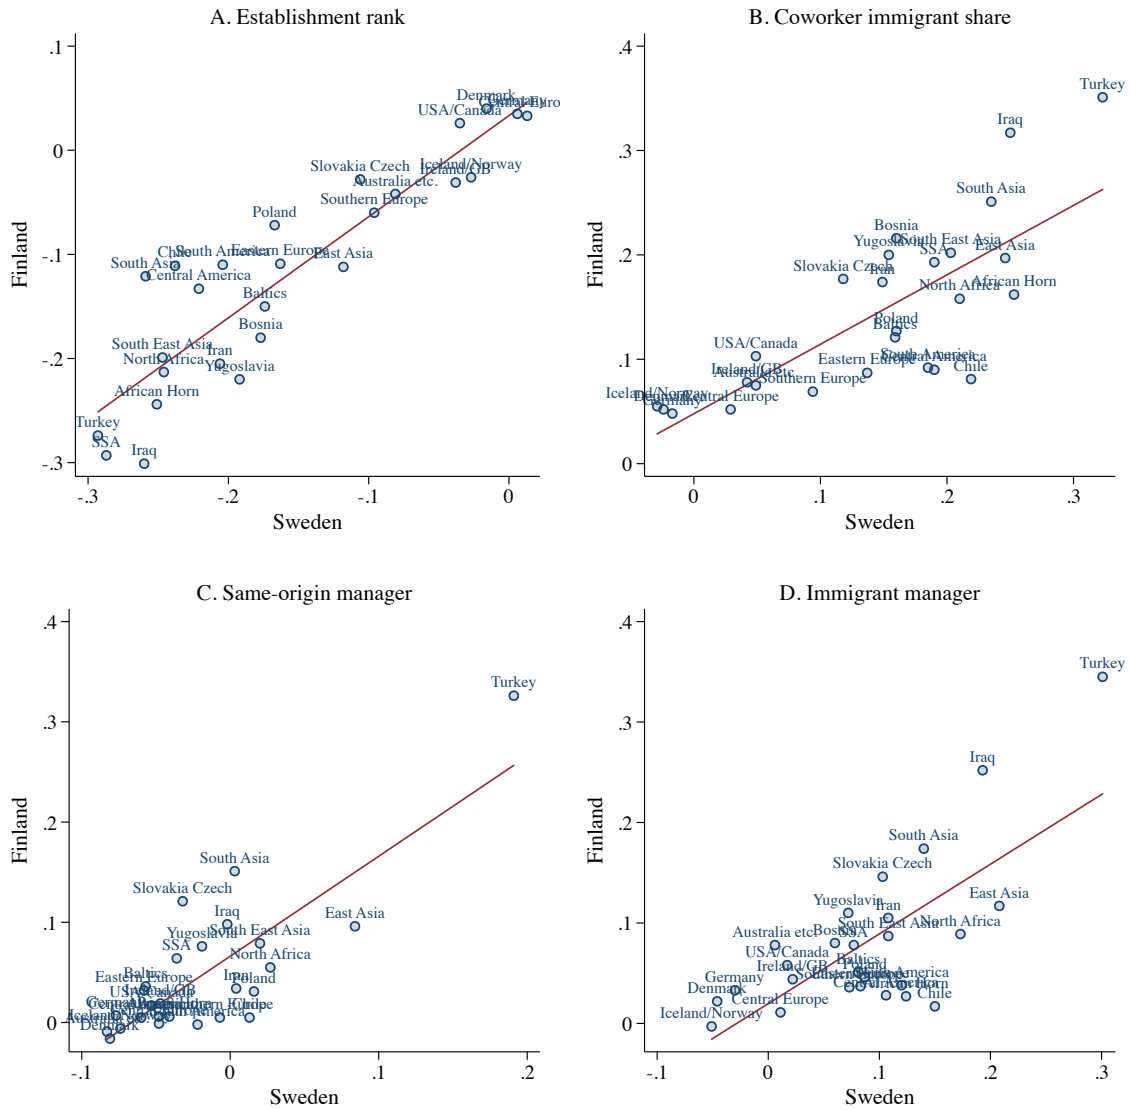 A. Establishment rank
.1
0
-.1
-.2
-.3
Finland
Denmark
USA/Canada
Slovakia Czech
Iceland/Norway
Ireland/GB
Australia etc.
Southern Europe
Poland
Chile
South America
Eastern Europe
East Asia
South Asia
Central America
Baltics
Bosnia
South East Asia
Iran
North Africa
Yugoslavia
African Horn
Turkey
SSA
Iraq
-.3
-.2
-.1
0
Sweden
B. Coworker immigrant share
.4
.3
.2
.1
0
Finland
Turkey
Iraq
South Asia
Bosnia
Yugoslavia
South East Asia
SSA
East Asia
Slovakia Czech
Iran
North Africa
African Horn
Poland
Baltics
USA/Canada
South America
Central America
Eastern Europe
Ireland/GB
Australia etc.
Chile
Southern Europe
Iceland/Norway
Denmark
Central Europe
Germany
0
.1
.2
.3
Sweden
C. Same-origin manager
.4
.3
.2
.1
0
Finland
Turkey
South Asia
Slovakia Czech
Iraq
East Asia
Yugoslavia
South East Asia
SSA
North Africa
Baltics
Eastern Europe
Iran
Poland
Chile
Denmark
-.1
0
.1
.2
Sweden
D. Immigrant manager
.4
.3
.2
.1
0
Finland
Turkey
Iraq
South Asia
Slovakia Czech
East Asia
Yugoslavia
Iran
South East Asia
North Africa
Australia etc.
Bosnia
SSA
USA/Canada
Baltics
Ireland/GB
Poland
Germany
Denmark
Central Europe
Chile
Iceland/Norway
-.1
0
.1
.2
.3
Sweden